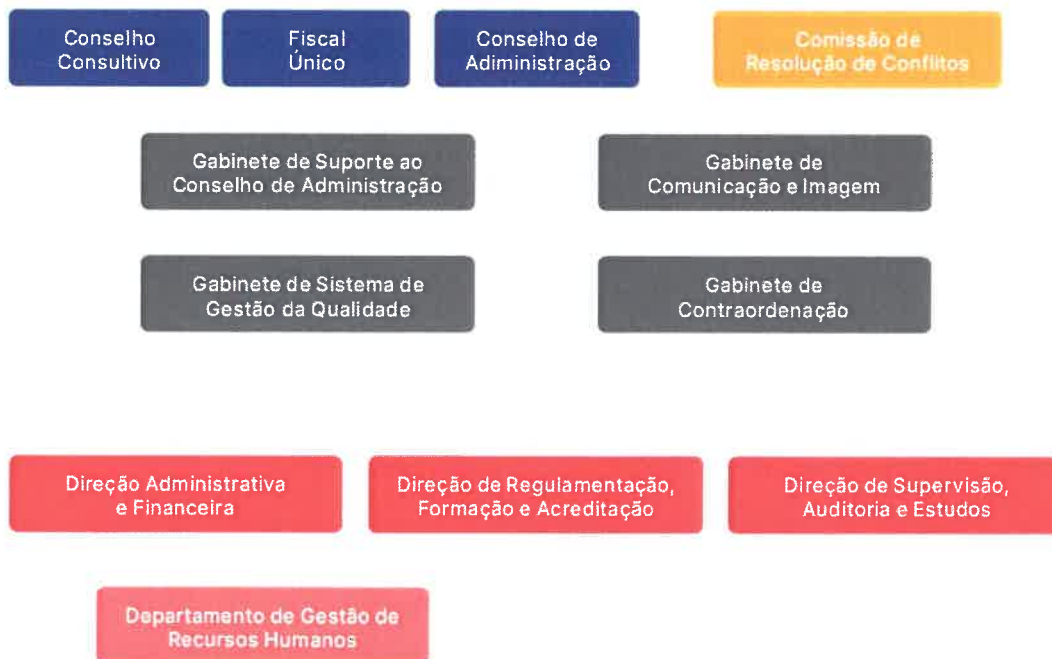 Conselho
Consultivo
Fiscal
Único
Conselho de
Adiministração
Comissão de
Resolução de Conflitos
Gabinete de Suporte ao
Conselho de Administração
Gabinete de
Comunicação e Imagem
Gabinete de Sistema de
Gestão da Qualidade
Gabinete de
Contraordenação
Direção Administrativa
e Financeira
Direção de Regulamentação,
Formação e Acreditação
Direção de Supervisão,
Auditoria e Estudos
Departamento de Gestão de
Recursos Humanos